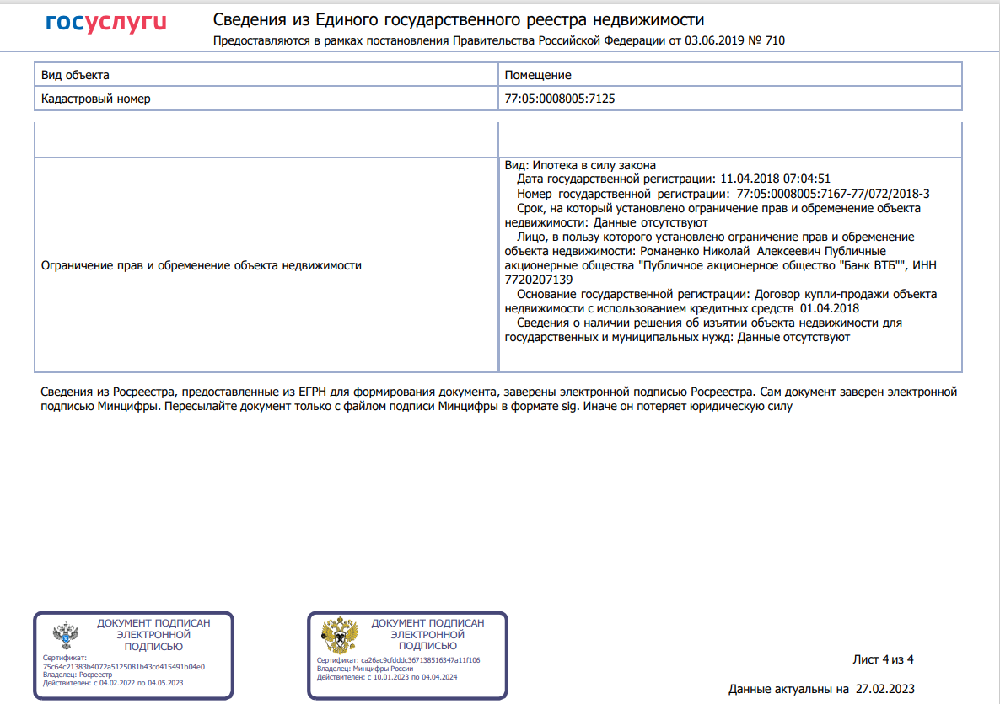 госуслуги
Сведения из Единого государственного реестра недвижимости
Предоставляются в рамках постановления Правительства Российской Федерации от 03.06.2019 № 710
Вид объекта
Помещение
Кадастровый номер
77:05:0008005:7125
Ограничение прав и обременение объекта недвижимости
Вид: Ипотека в силу закона
Дата государственной регистрации: 11.04.2018 07:04:51
Номер государственной регистрации: 77:05:0008005:7167-77/072/2018-3
Срок, на который установлено ограничение прав и обременение объекта
недвижимости: Данные отсутствуют
Лицо, в пользу которого установлено ограничение прав и обременение
объекта недвижимости: Романенко Николай Алексеевич Публичные
акционерные общества "Публичное акционерное общество "Банк ВТБ"", ИНН
7720207139
Основание государственной регистрации: Договор купли-продажи объекта
недвижимости с использованием кредитных средств 01.04.2018
Сведения о наличии решения об изъятии объекта недвижимости для
государственных и муниципальных нужд: Данные отсутствуют
Сведения из Росреестра, предоставленные из ЕГРН для формирования документа, заверены электронной подписью Росреестра. Сам документ заверен электронной
подписью Минцифры. Пересылайте документ только с файлом подписи Минцифры в формате sig. Иначе он потеряет юридическую силу
ДОКУМЕНТ ПОДПИСАН
ЭЛЕКТРОННОЙ
ПОДПИСЬЮ
Сертификат:
75c64c21383b4072a5125081b43cd415491b04e0
Владелец: Росреестр
Действителен: с 04.02.2022 по 04.05.2023
ДОКУМЕНТ ПОДПИСАН
ЭЛЕКТРОННОЙ
ПОДПИСЬЮ
Сертификат: ca26ac9cfdddc367138516347a11f106
Владелец: Минцифры России
Действителен: с 10.01.2023 по 04.04.2024
Лист 4 из 4
Данные актуальны на 27.02.2023